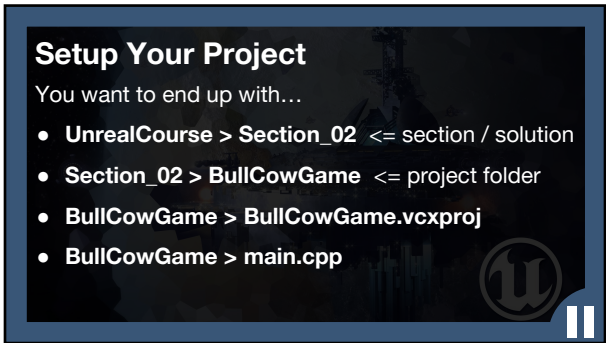 Setup Your Project
You want to end up with…
● UnrealCourse > Section_02 <= section / solution
● Section_02 > BullCowGame <= project folder
● BullCowGame > BullCowGame.vcxproj
● BullCowGame > main.cpp